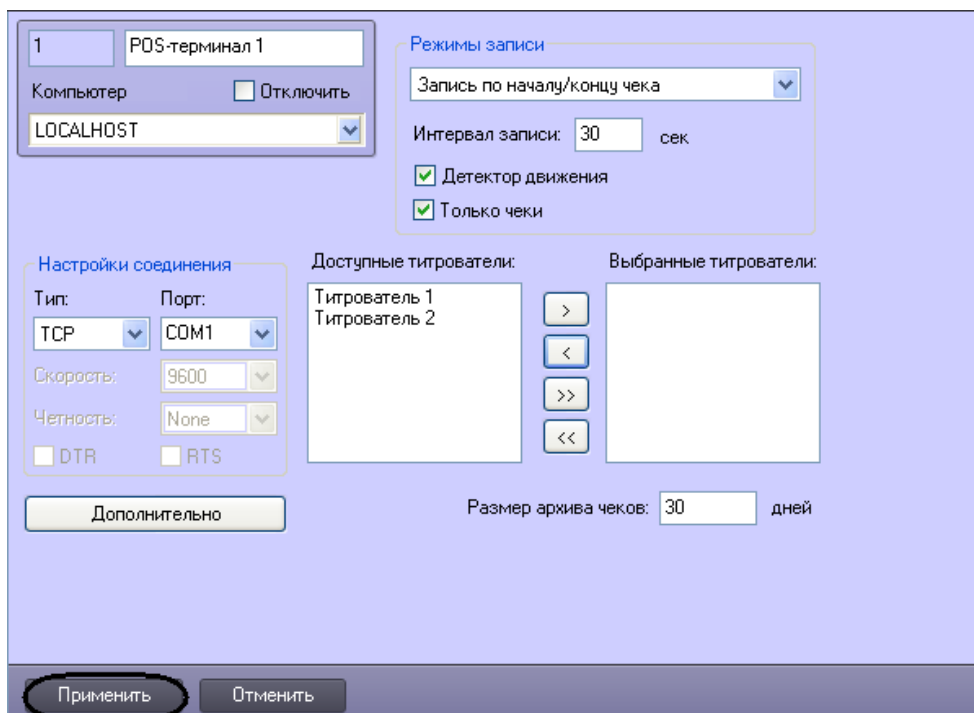 1
POS-терминал 1
Компьютер
Отключить
LOCALHOST
Режимы записи
Запись по началу/концу чека
Интервал записи: 30 сек
Детектор движения
Только чеки
Настройки соединения
Тип: Порт:
TCP COM1
Скорость: 9600
Четность: None
DTR RTS
Дополнительно
Доступные титрователи:
Титрователь 1
Титрователь 2
>
<
>>
<<
Выбранные титрователи:
Размер архива чеков: 30 дней
Применить Отменить